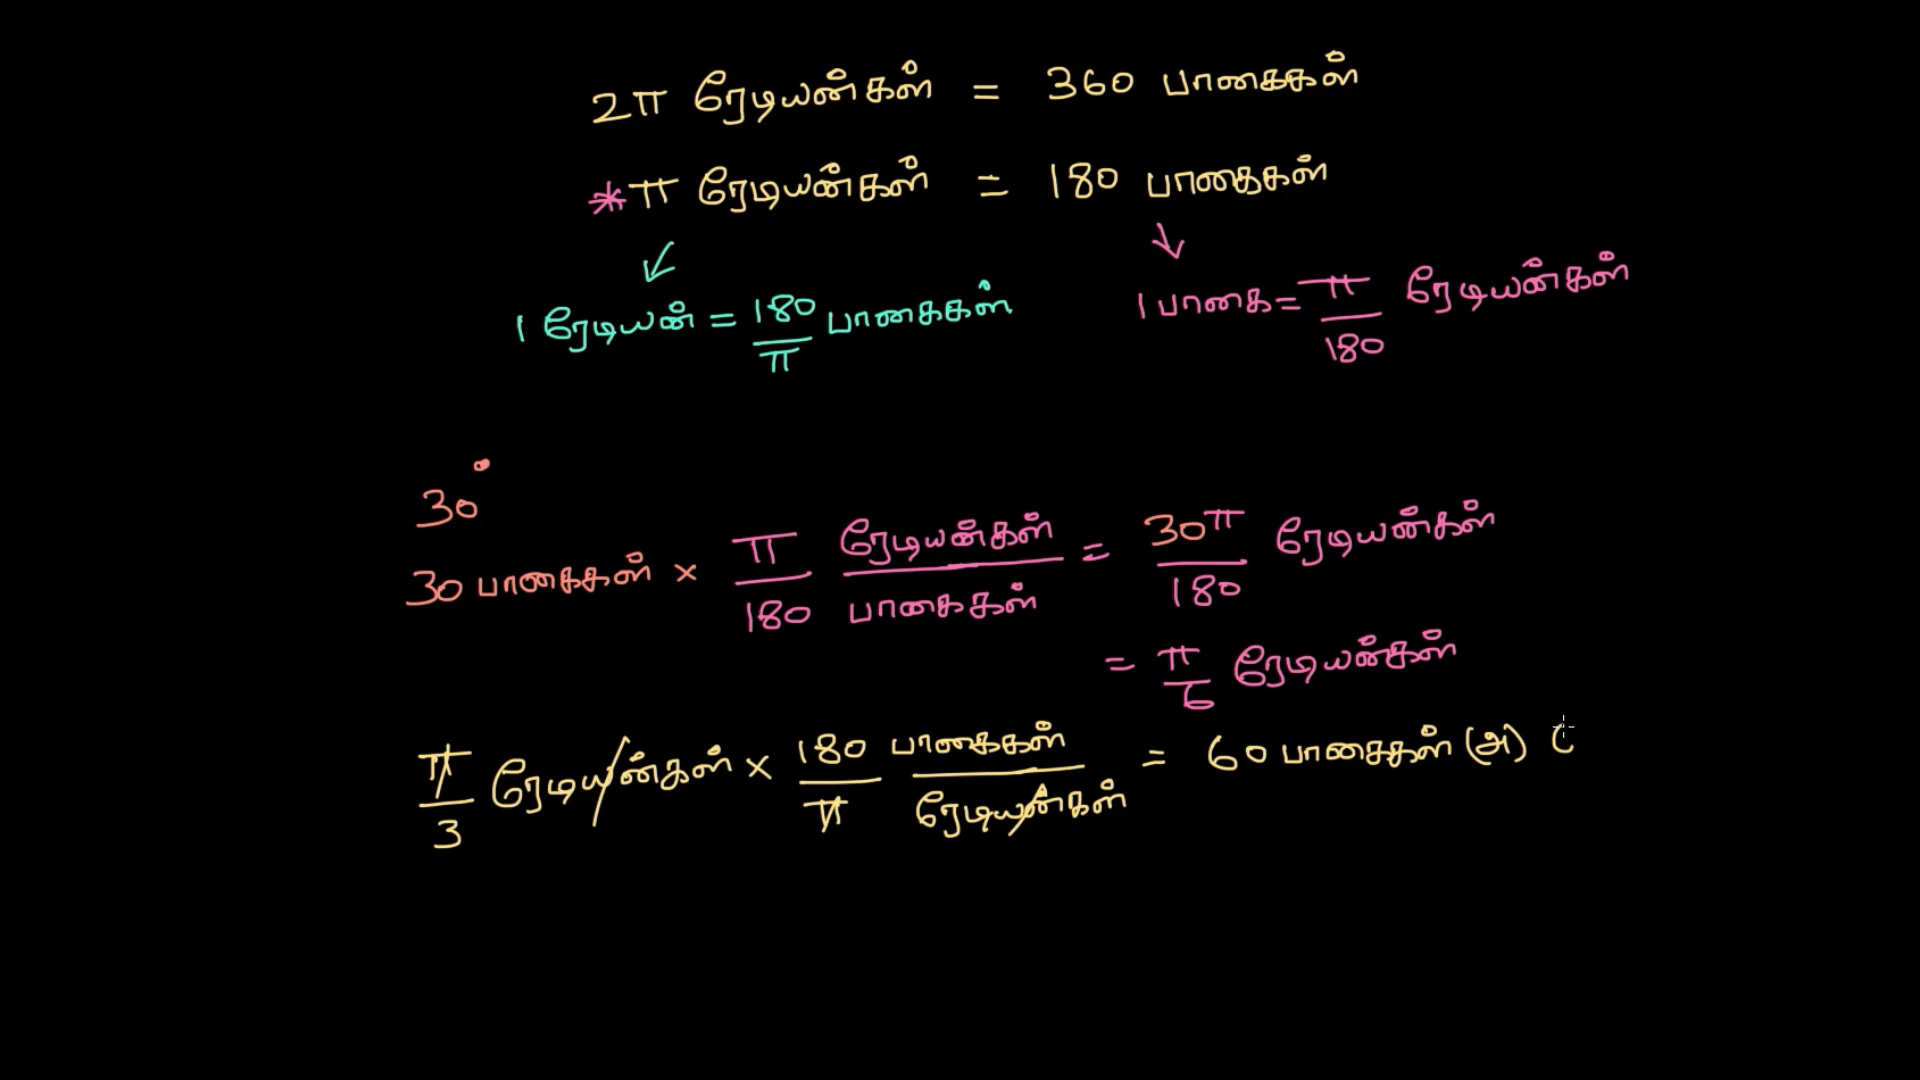 2π ரேடியன்கள் = 360 பாகைகள்
*π ரேடியன்கள் = 180 பாகைகள்
1 ரேடியன் = 180/π பாகைகள்
1 பாகை = π/180 ரேடியன்கள்
30°
30 பாகைகள் × π/180 ரேடியன்கள்/பாகைகள் = 30π/180 ரேடியன்கள்
= π/6 ரேடியன்கள்
π/3 ரேடியன்கள் × 180/π பாகைகள்/ரேடியன்கள் = 60 பாகைகள் (அ) (